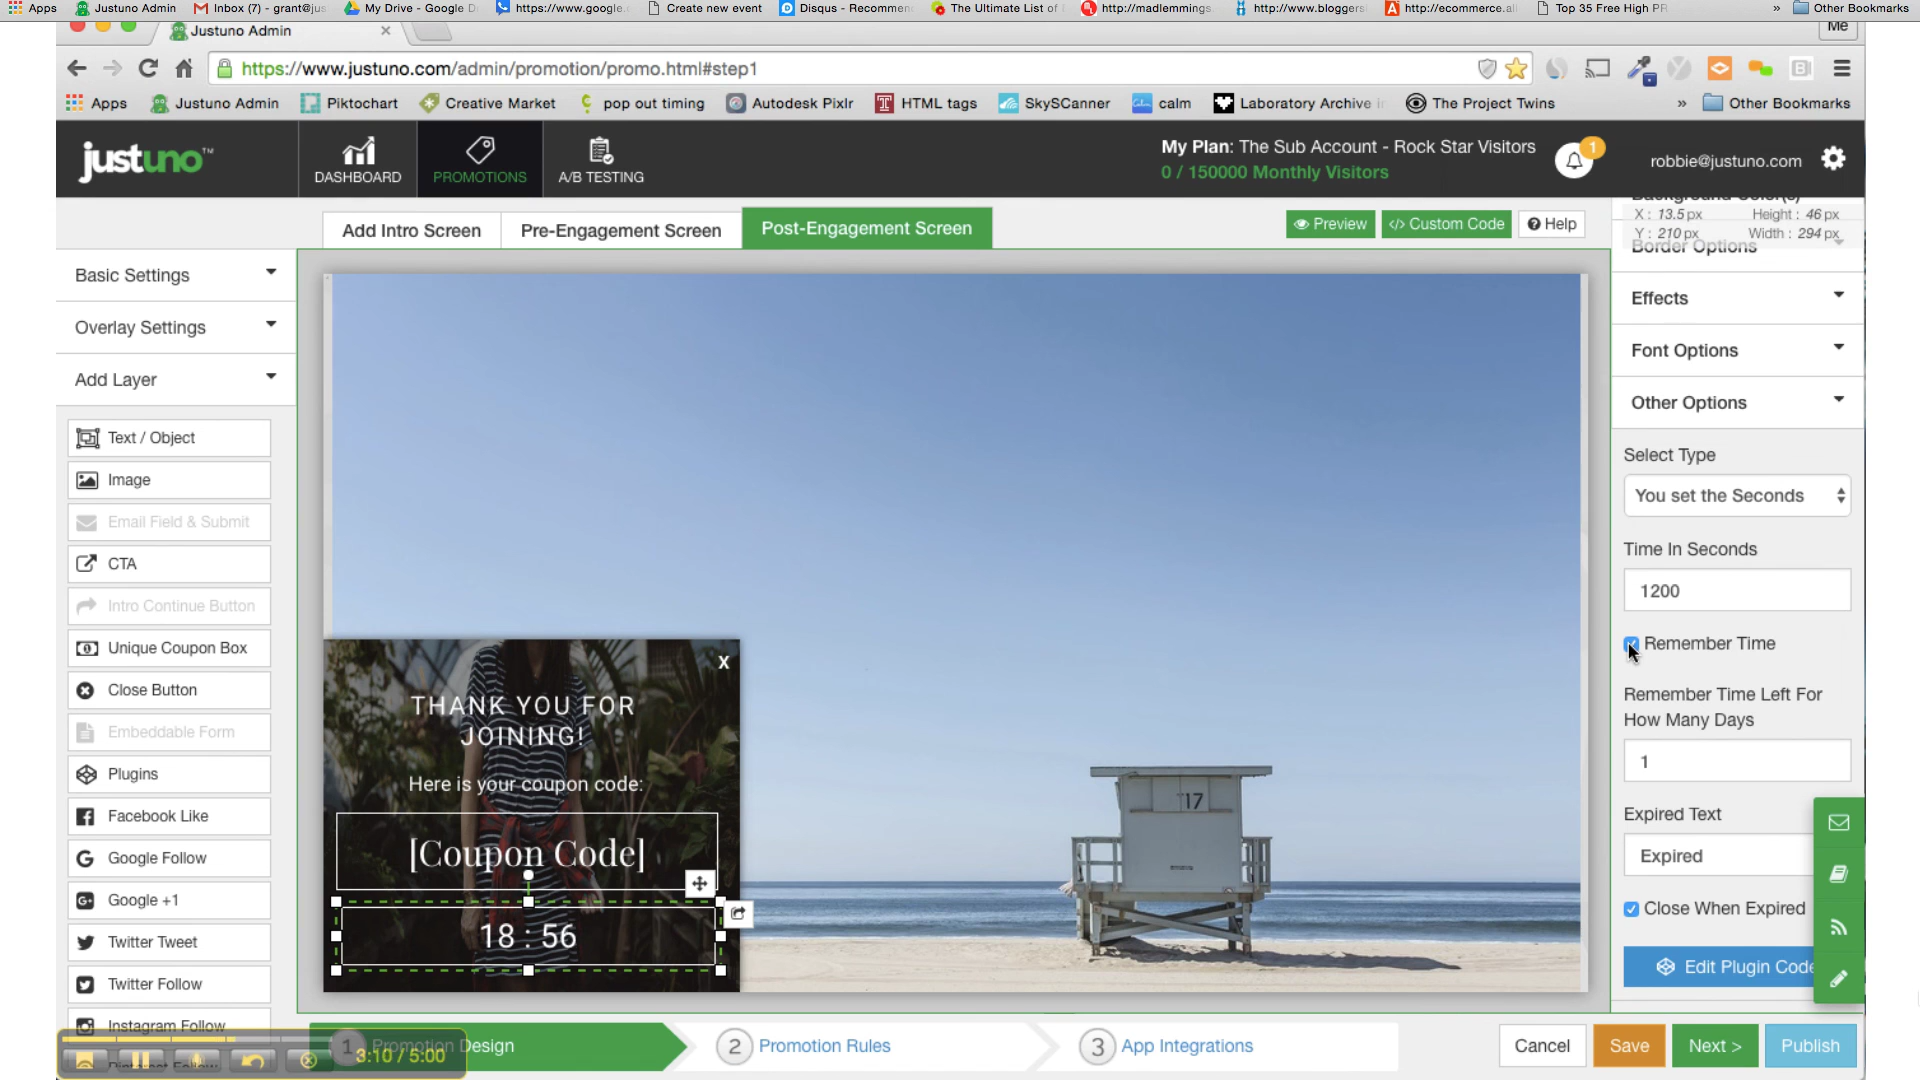 Apps Justuno Admin Inbox (7) - grant@jus My Drive - Google D https://www.google. Create new event Disqus - Recommen The Ultimate List of http://madlemmings. http://www.bloggers ecommerce.al Top 35 Free High PR » Other Bookmarks
Justuno Admin × Me
https://www.justuno.com/admin/promotion/promo.html#step1
Apps Justuno Admin Piktochart Creative Market pop out timing Autodesk Pixlr HTML tags SkySCanner calm Laboratory Archive The Project Twins » Other Bookmarks
justuno™
DASHBOARD
PROMOTIONS
A/B TESTING
My Plan: The Sub Account - Rock Star Visitors
0 / 150000 Monthly Visitors
1
robbie@justuno.com
Add Intro Screen
Pre-Engagement Screen
Post-Engagement Screen
Preview
</> Custom Code
Help
Background Color(s)
X : 13.5 px Height : 46 px
Y : 210 px Width : 294 px
Border Options
Effects
Font Options
Other Options
Select Type
You set the Seconds
Time In Seconds
1200
Remember Time
Remember Time Left For
How Many Days
1
Expired Text
Expired
Close When Expired
Edit Plugin Code
Basic Settings
Overlay Settings
Add Layer
Text / Object
Image
Email Field & Submit
CTA
Intro Continue Button
Unique Coupon Box
Close Button
Embeddable Form
Plugins
Facebook Like
Google Follow
Google +1
Twitter Tweet
Twitter Follow
Instagram Follow
X
THANK YOU FOR
JOINING!
Here is your coupon code:
[Coupon Code]
18 : 56
17
1 Promotion Design
3:10 / 5:00
2 Promotion Rules
3 App Integrations
Cancel
Save
Next >
Publish